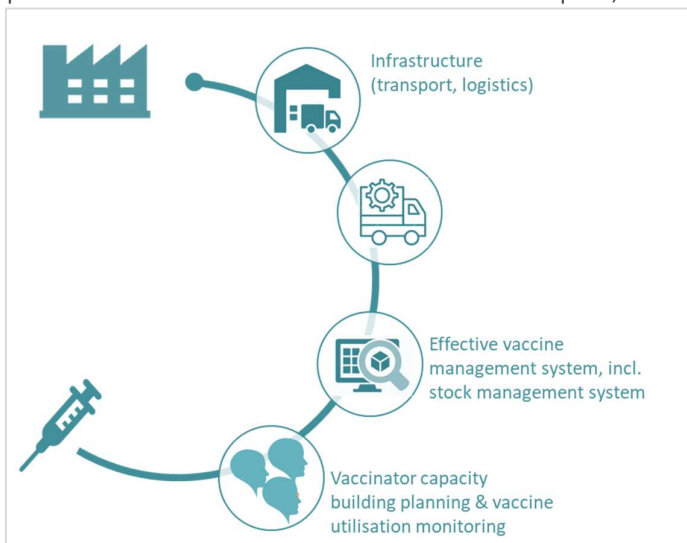 Infrastructure
(transport, logistics)
Effective vaccine
management system, incl.
stock management system
Vaccinator capacity
building planning & vaccine
utilisation monitoring